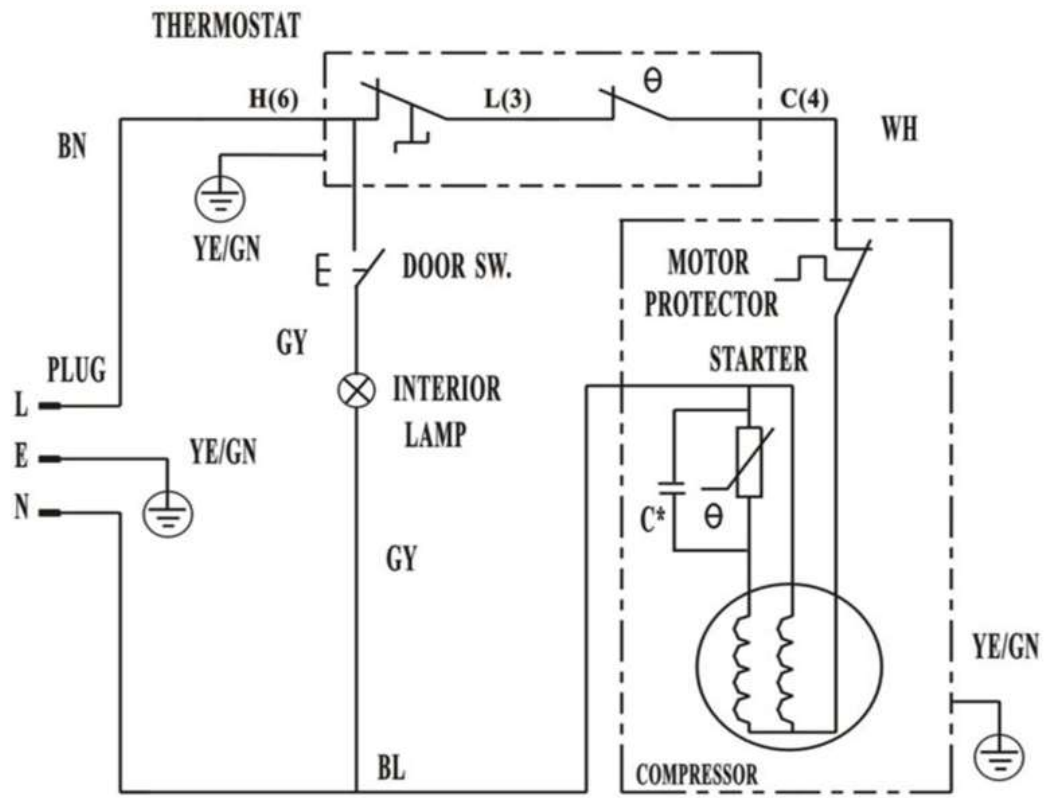 THERMOSTAT
H(6)
L(3)
θ
C(4)
BN
WH
YE/GN
DOOR SW.
MOTOR
PROTECTOR
GY
STARTER
PLUG
L
INTERIOR
LAMP
E
YE/GN
N
C*
θ
GY
YE/GN
BL
COMPRESSOR